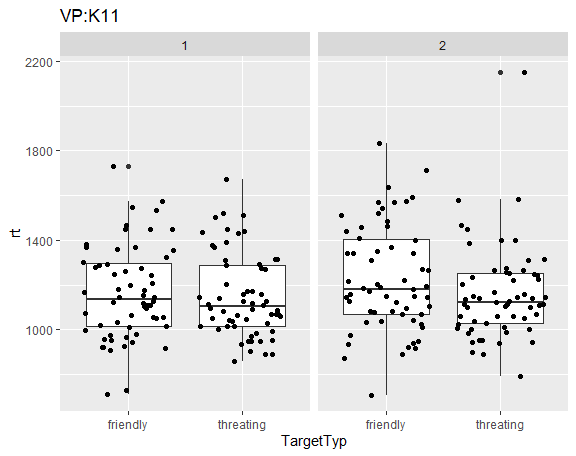 VP:K11
1
2
2200
1800
1400
1000
rt
friendly
threating
friendly
threating
TargetTyp